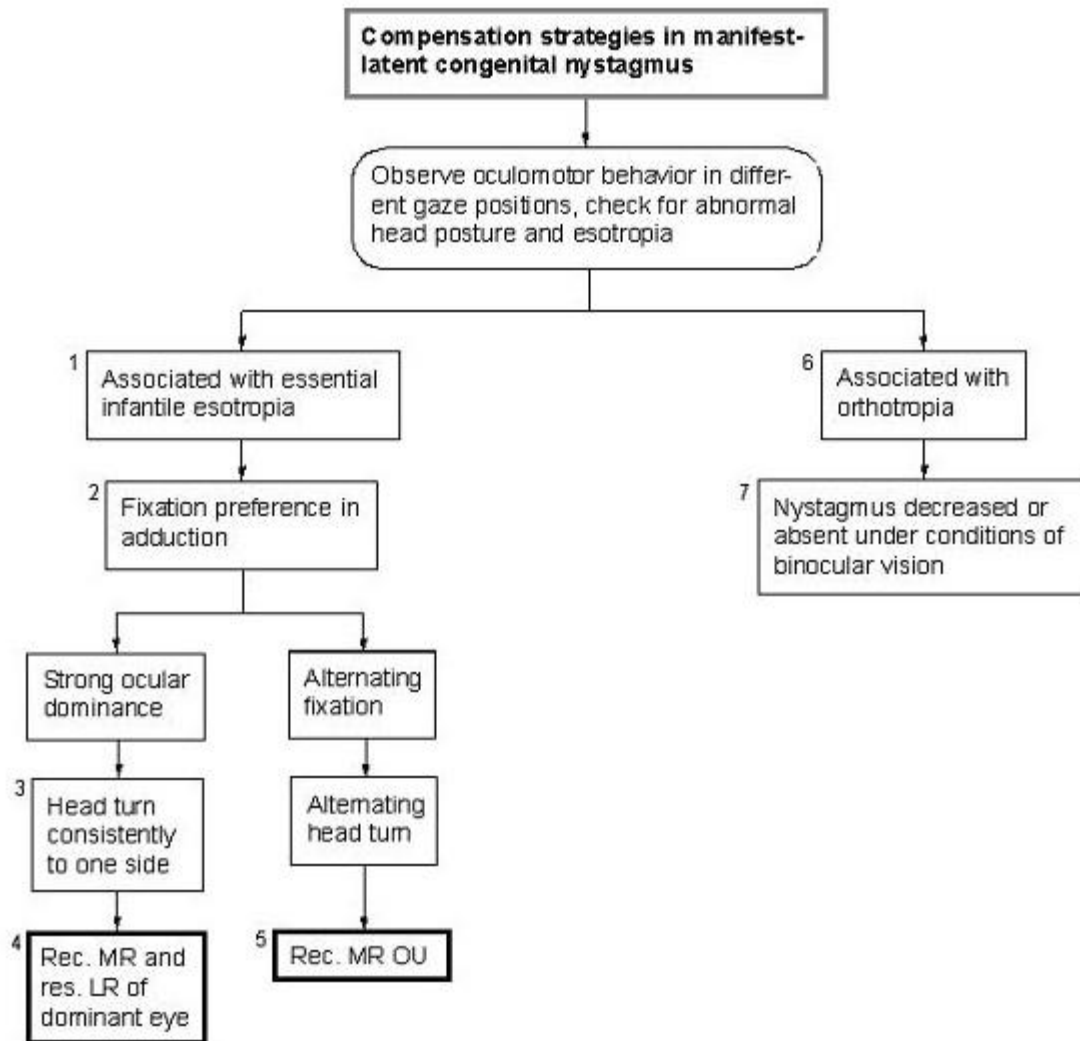 Compensation strategies in manifest-
latent congenital nystagmus
Observe oculomotor behavior in differ-
ent gaze positions, check for abnormal
head posture and esotropia
1
Associated with essential
infantile esotropia
6
Associated with
orthotropia
2
Fixation preference in
adduction
7
Nystagmus decreased or
absent under conditions of
binocular vision
Strong ocular
dominance
Alternating
fixation
3
Head turn
consistently
to one side
Alternating
head turn
4
Rec. MR and
res. LR of
dominant eye
5
Rec. MR OU